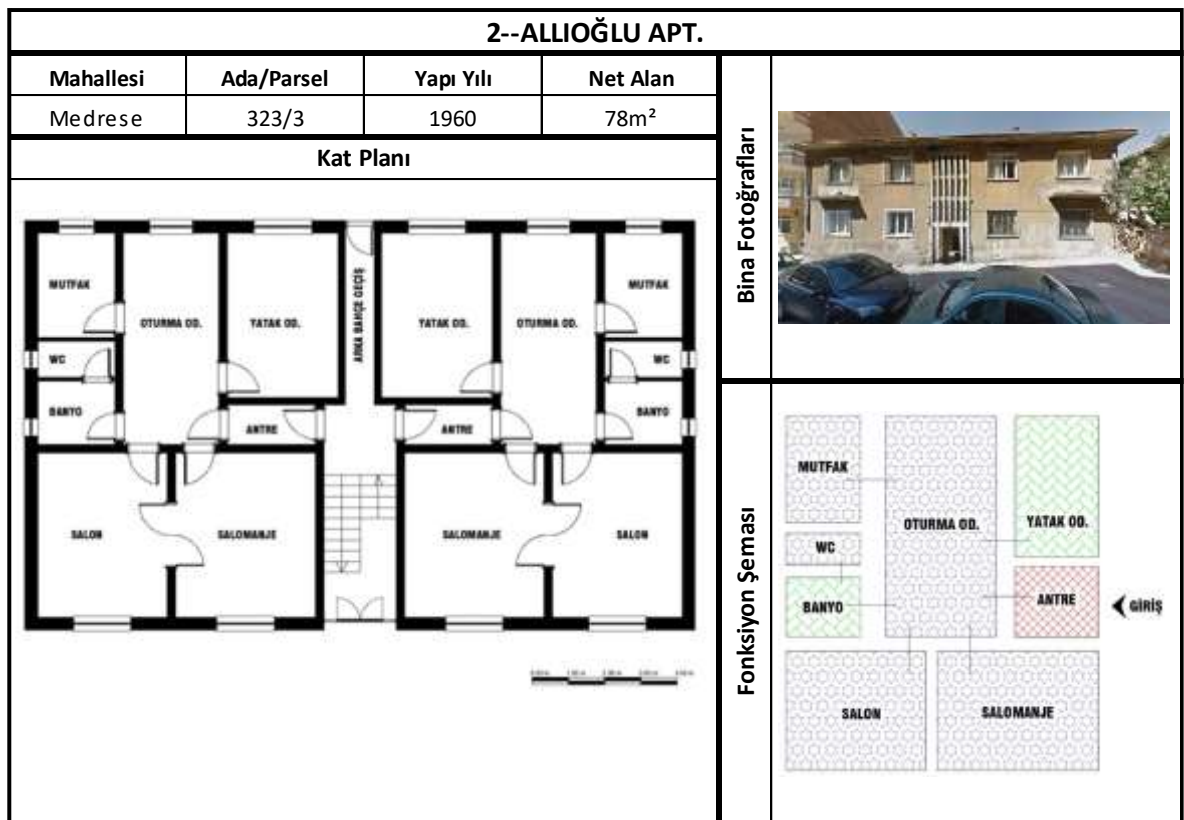 2--ALLIOĞLU APT.
Mahallesi Ada/Parsel Yapı Yılı Net Alan
Medrese 323/3 1960 78m²
Kat Planı
MUTFAK
OTURMA OD.
YATAK OD.
ARKA BAHÇE GEÇİŞ
YATAK OD.
OTURMA OD.
MUTFAK
WC
WC
BANYO
ANTRE
ANTRE
BANYO
SALON
SALOMANJE
SALOMANJE
SALON
Bina Fotoğrafları
Fonksiyon Şeması
MUTFAK
OTURMA OD.
YATAK OD.
WC
BANYO
ANTRE
GİRİŞ
SALON
SALOMANJE